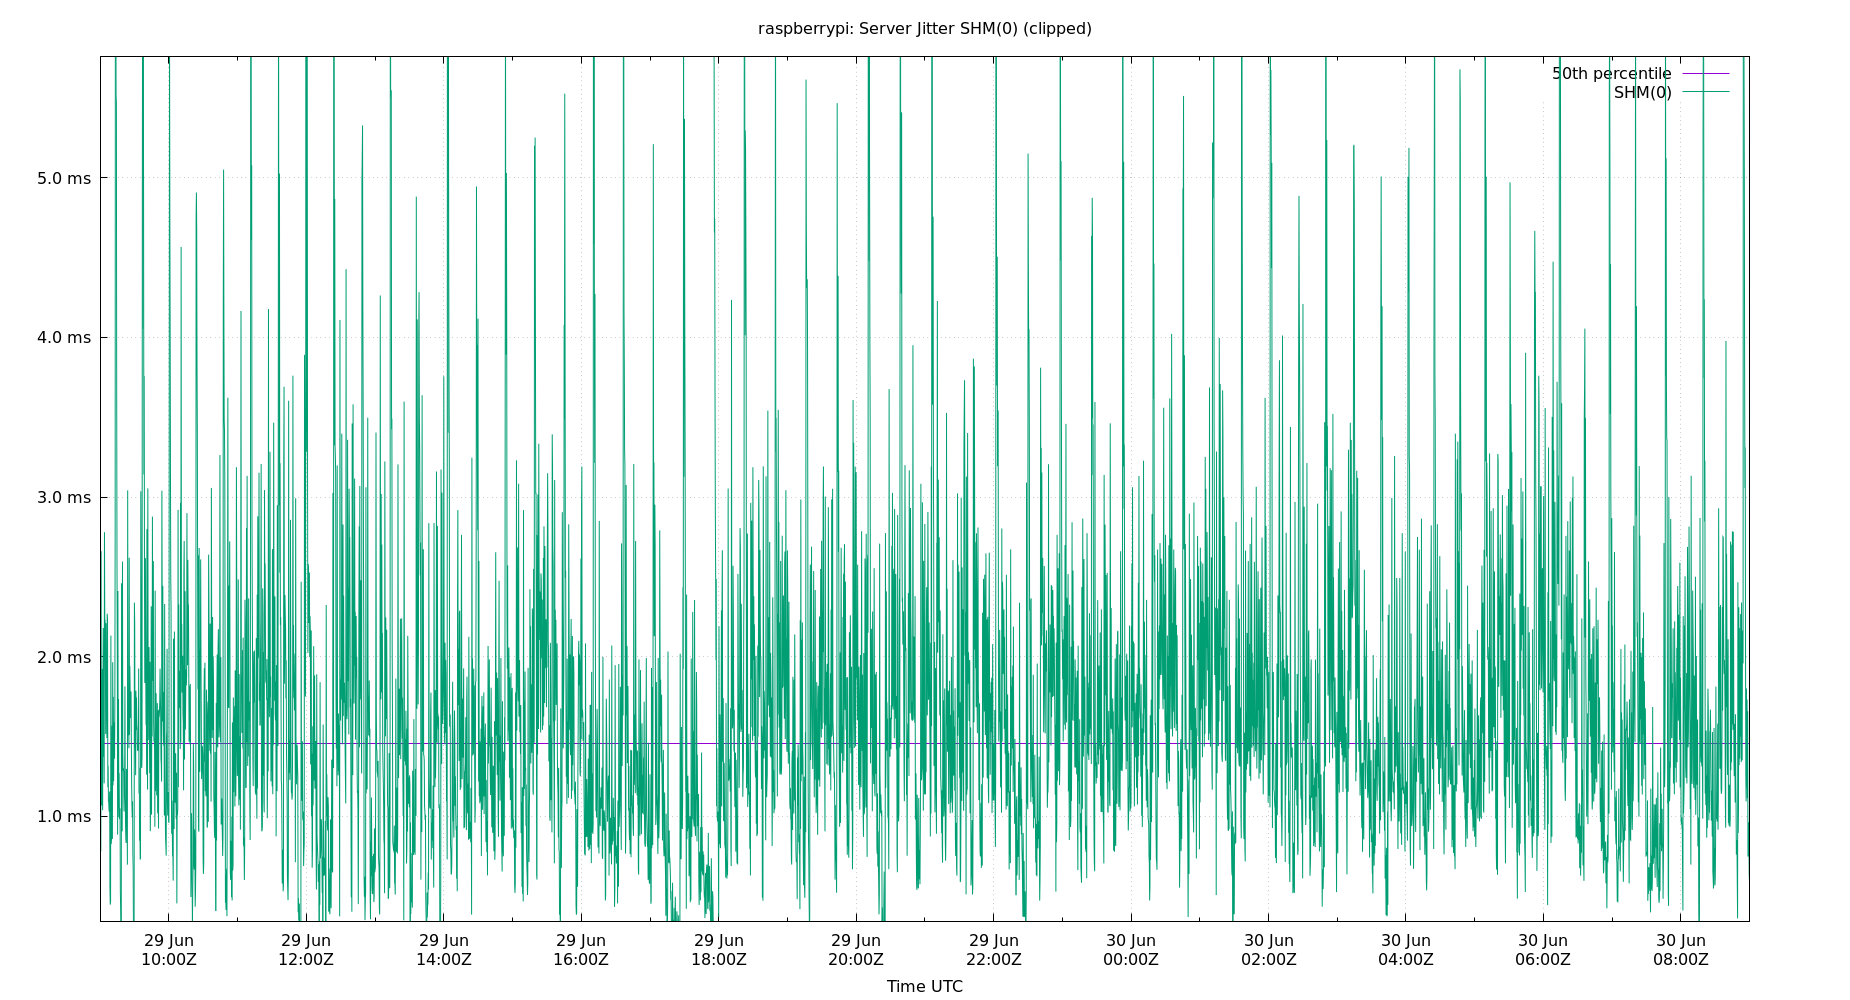 raspberrypi: Server Jitter SHM(0) (clipped)
50th percentile
SHM(0)
5.0 ms
4.0 ms
3.0 ms
2.0 ms
1.0 ms
29 Jun 29 Jun 29 Jun 29 Jun 29 Jun 29 Jun 29 Jun 30 Jun 30 Jun 30 Jun 30 Jun 30 Jun
10:00Z 12:00Z 14:00Z 16:00Z 18:00Z 20:00Z 22:00Z 00:00Z 02:00Z 04:00Z 06:00Z 08:00Z
Time UTC